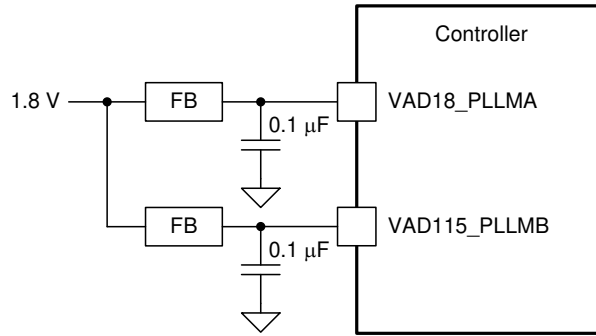 Controller
1.8 V
FB
VAD18_PLLMA
0.1 μF
FB
VAD115_PLLMB
0.1 μF